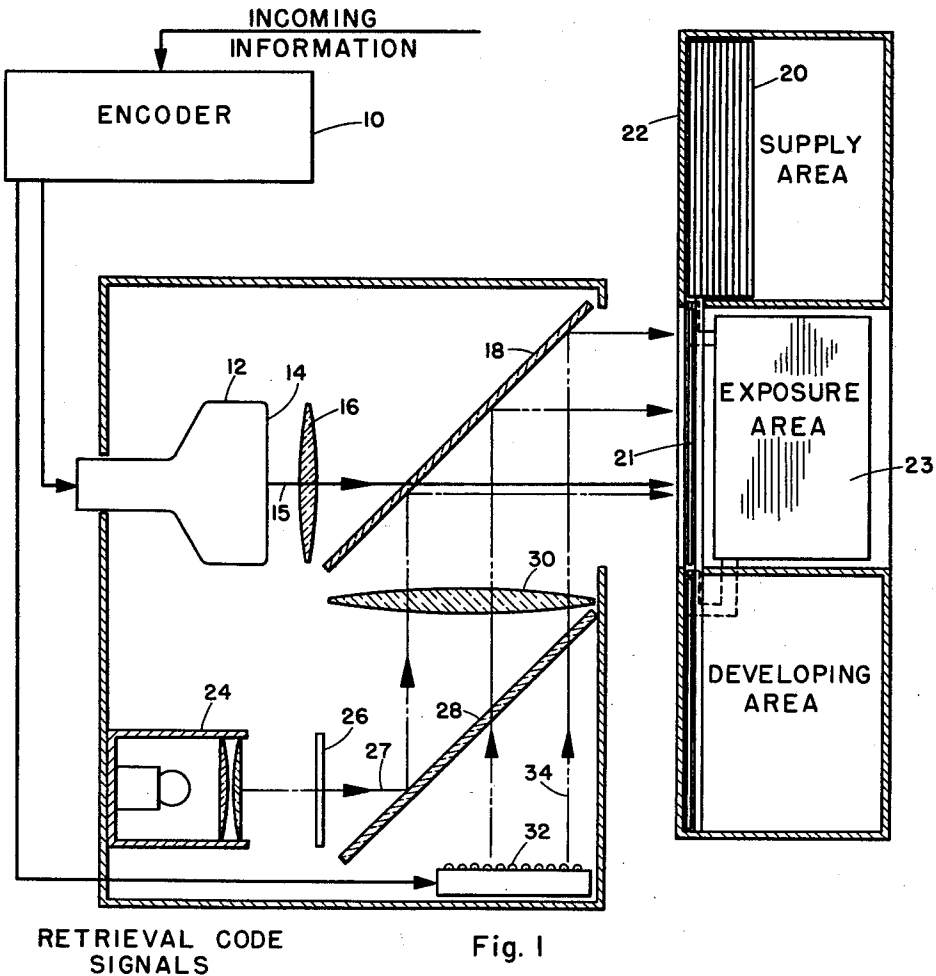 INCOMING
INFORMATION
ENCODER
10
20
22
SUPPLY
AREA
18
12
14
16
15
EXPOSURE
AREA
21
23
30
24
26
28
27
34
32
DEVELOPING
AREA
RETRIEVAL CODE
SIGNALS
Fig. 1